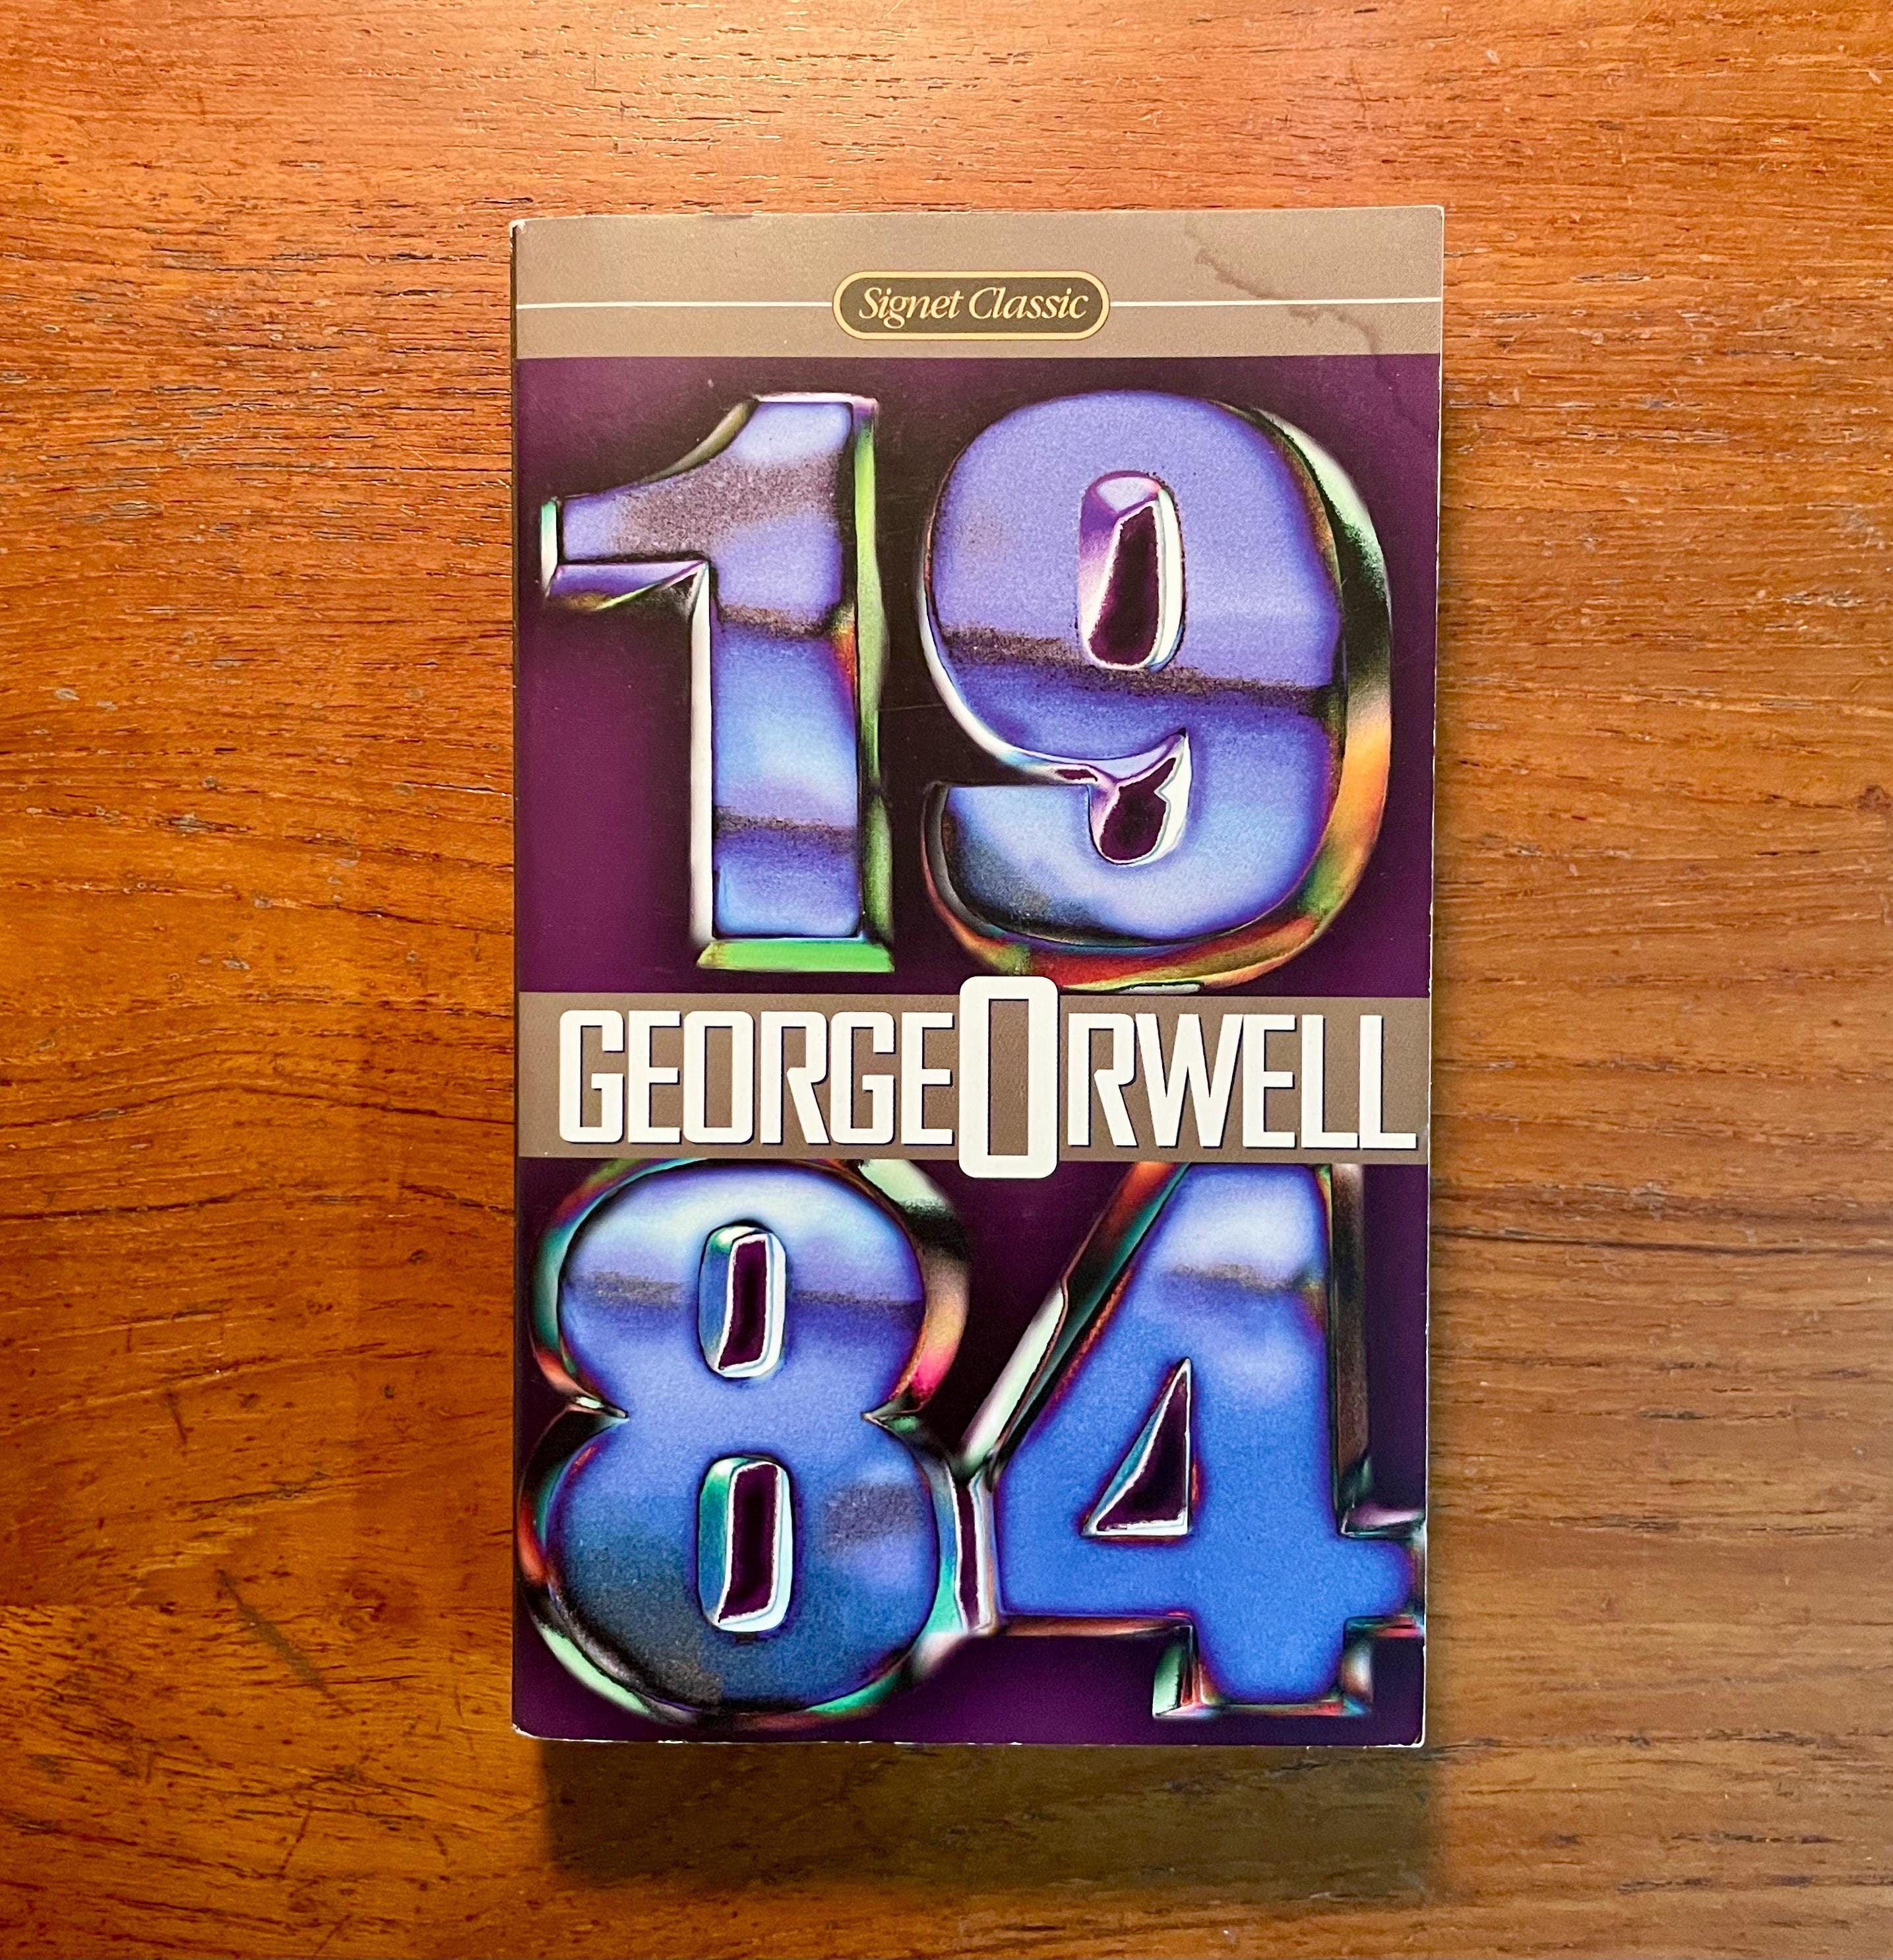 Signet Classic
19
GEORGE ORWELL
84